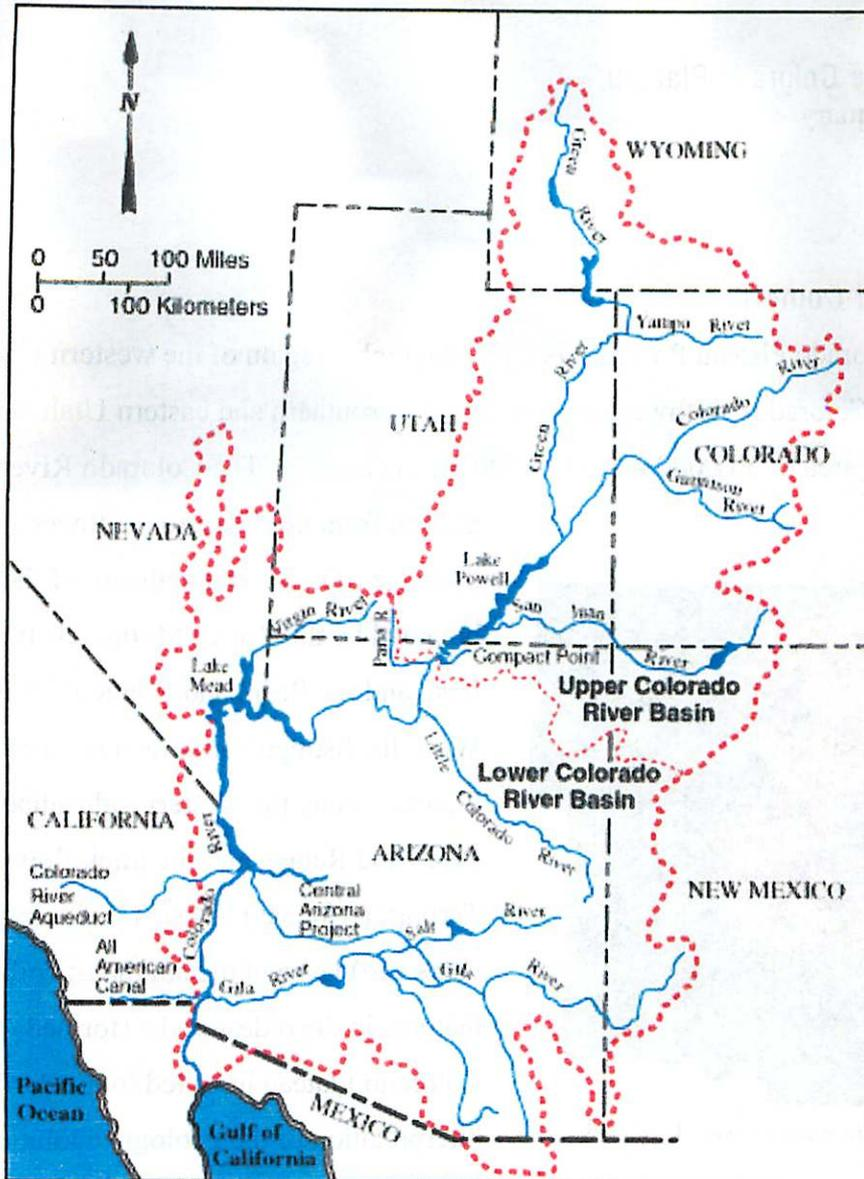 N
WYOMING
Green
River
0 50 100 Miles
0 100 Kilometers
Yampa River
Green River
UTAH
Colorado River
COLORADO
Gunnison
River
NEVADA
Lake
Powell
Virgin River
Paria R
San Juan
River
Compact Point
Lake
Mead
Upper Colorado
River Basin
Lower Colorado
River Basin
Little
Colorado
River
CALIFORNIA
ARIZONA
NEW MEXICO
Colorado River
Colorado
River
Aqueduct
Central
Arizona
Project
Salt River
All
American
Canal
Gila River
Gila River
MEXICO
Pacific
Ocean
Gulf of
California